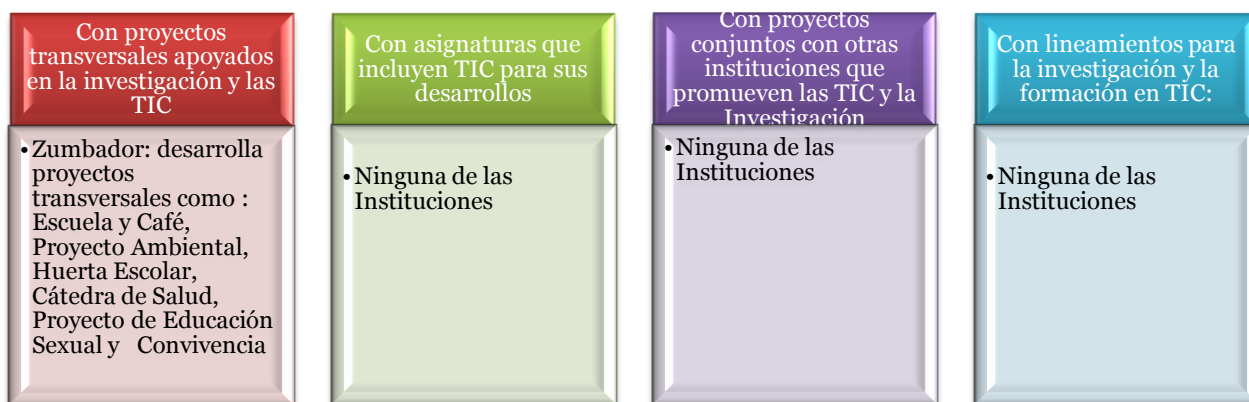 Con proyectos
transversales apoyados
en la investigación y las
TIC
•Zumbador: desarrolla
proyectos
transversales como :
Escuela y Café,
Proyecto Ambiental,
Huerta Escolar,
Cátedra de Salud,
Proyecto de Educación
Sexual y Convivencia
Con asignaturas que
incluyen TIC para sus
desarrollos
•Ninguna de las
Instituciones
Con proyectos
conjuntos con otras
instituciones que
promueven las TIC y la
Investigación
•Ninguna de las
Instituciones
Con lineamientos para
la investigación y la
formación en TIC:
•Ninguna de las
Instituciones